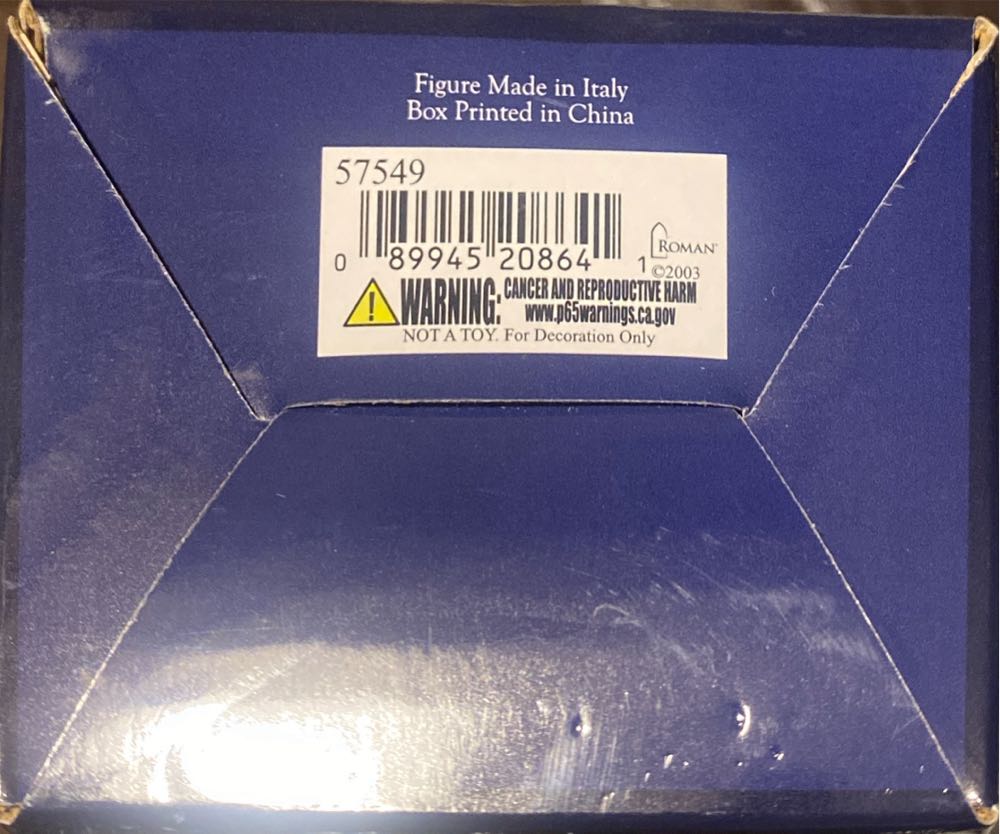 Figure Made in Italy
Box Printed in China
57549
0 89945 20864 1
ROMAN®
©2003
WARNING: CANCER AND REPRODUCTIVE HARM
www.p65warnings.ca.gov
NOT A TOY. For Decoration Only